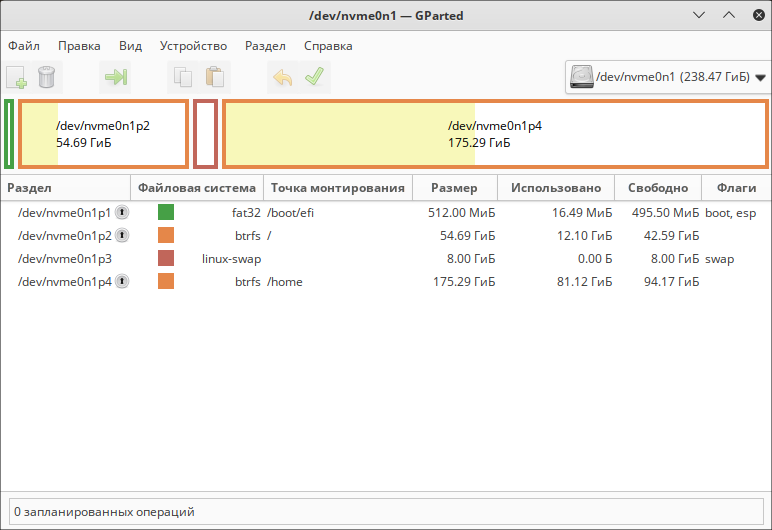 /dev/nvme0n1 — GParted
Файл Правка Вид Устройство Раздел Справка
/dev/nvme0n1 (238.47 ГиБ)
/dev/nvme0n1p2
54.69 ГиБ
/dev/nvme0n1p4
175.29 ГиБ
Раздел Файловая система Точка монтирования Размер Использовано Свободно Флаги
/dev/nvme0n1p1 fat32 /boot/efi 512.00 МиБ 16.49 МиБ 495.50 МиБ boot, esp
/dev/nvme0n1p2 btrfs / 54.69 ГиБ 12.10 ГиБ 42.59 ГиБ
/dev/nvme0n1p3 linux-swap 8.00 ГиБ 0.00 Б 8.00 ГиБ swap
/dev/nvme0n1p4 btrfs /home 175.29 ГиБ 81.12 ГиБ 94.17 ГиБ
0 запланированных операций